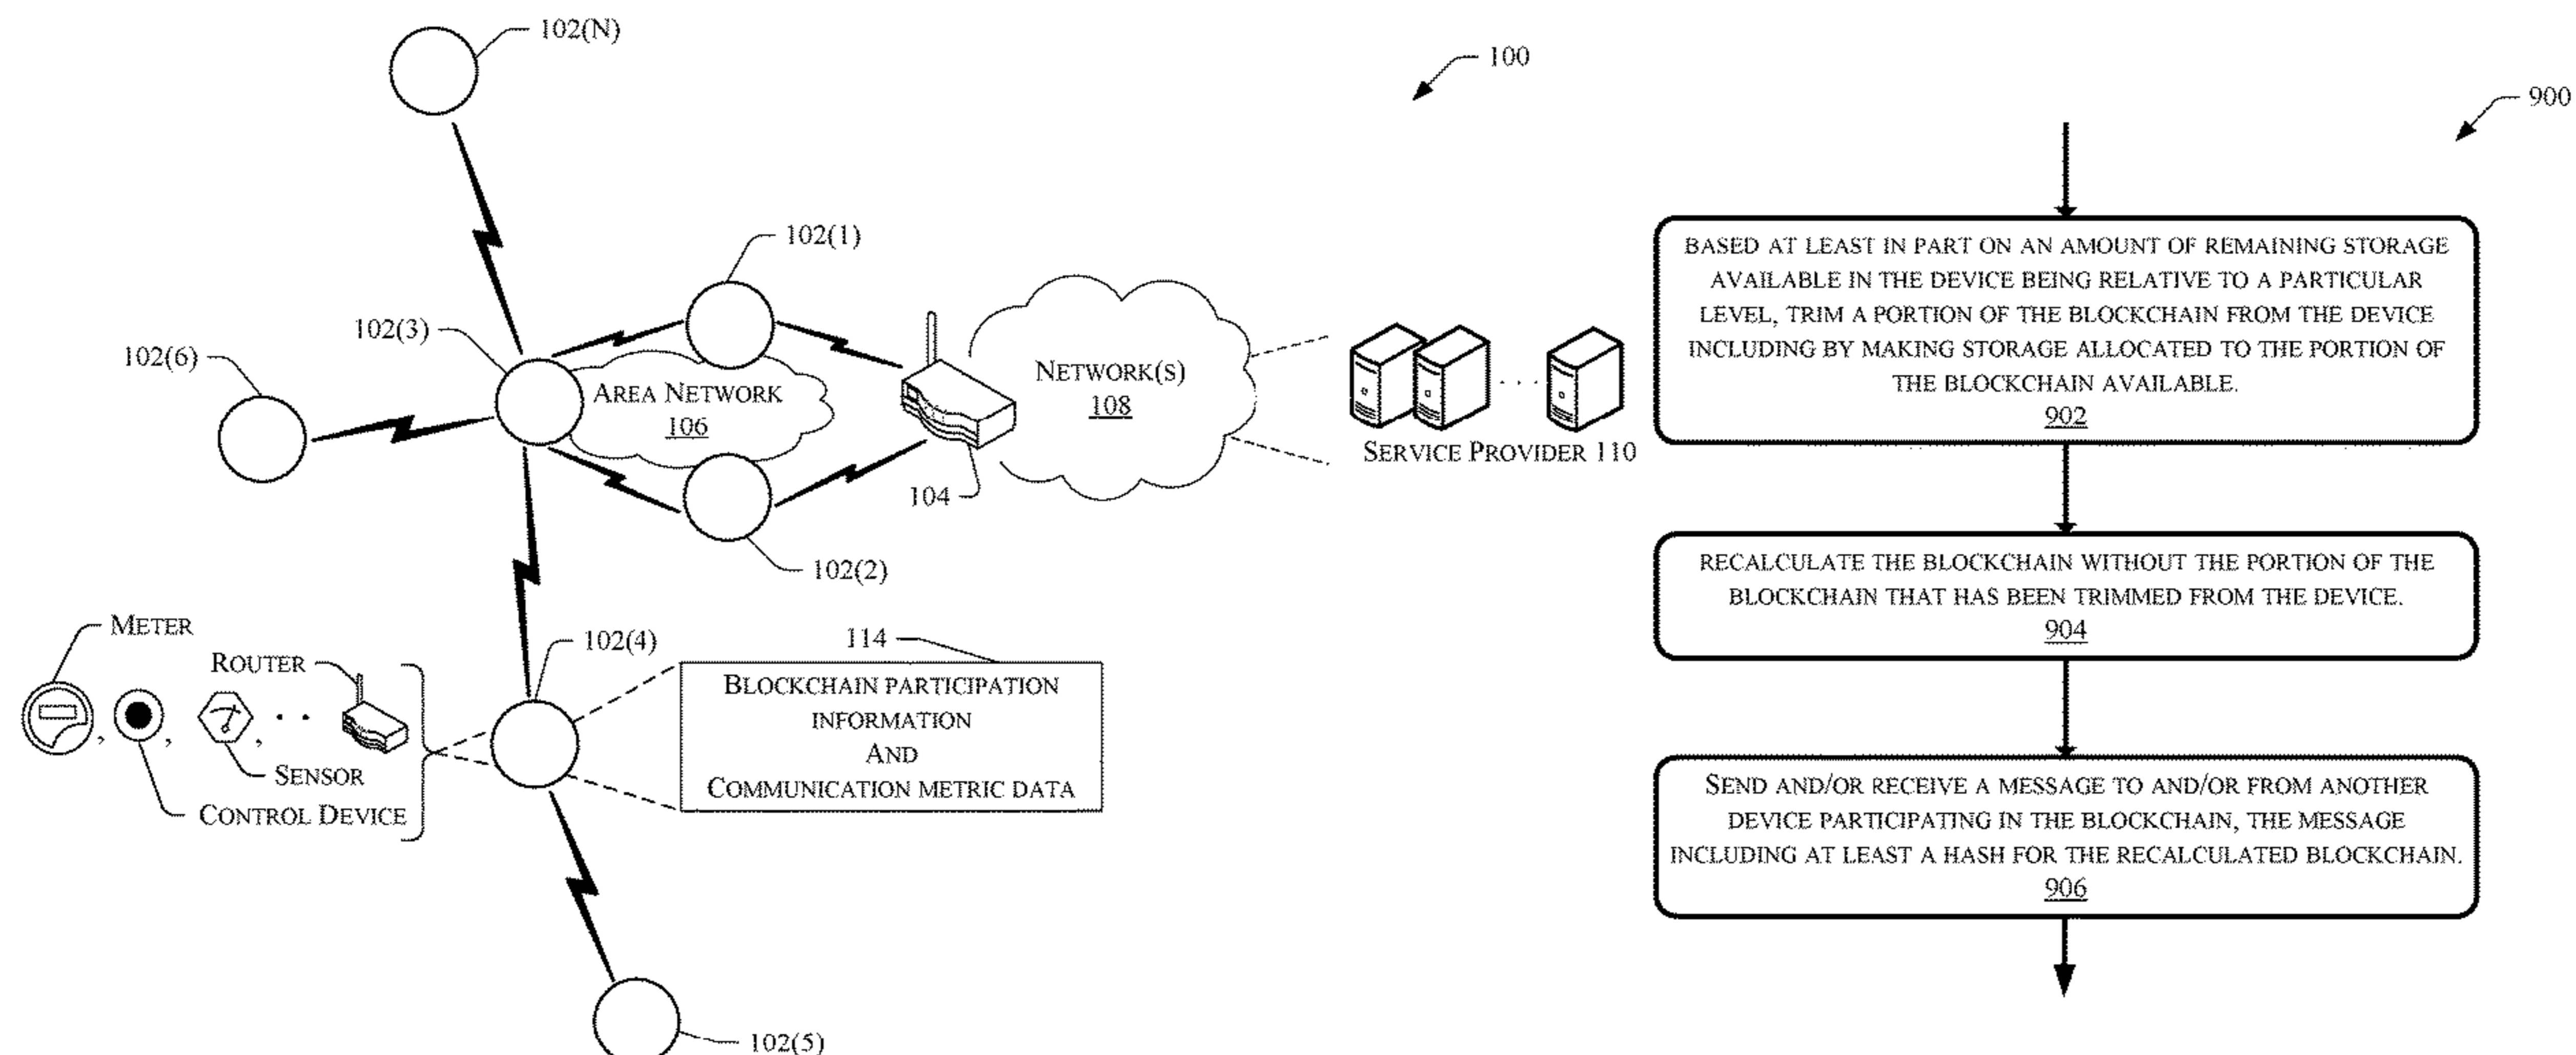 102(N)
100
102(1)
102(3)
102(6)
AREA NETWORK
106
NETWORK(S)
108
SERVICE PROVIDER 110
104
102(2)
METER
ROUTER
SENSOR
CONTROL DEVICE
102(4)
114
BLOCKCHAIN PARTICIPATION
INFORMATION
AND
COMMUNICATION METRIC DATA
102(5)
900
BASED AT LEAST IN PART ON AN AMOUNT OF REMAINING STORAGE
AVAILABLE IN THE DEVICE BEING RELATIVE TO A PARTICULAR
LEVEL, TRIM A PORTION OF THE BLOCKCHAIN FROM THE DEVICE
INCLUDING BY MAKING STORAGE ALLOCATED TO THE PORTION OF
THE BLOCKCHAIN AVAILABLE.
902
RECALCULATE THE BLOCKCHAIN WITHOUT THE PORTION OF THE
BLOCKCHAIN THAT HAS BEEN TRIMMED FROM THE DEVICE.
904
SEND AND/OR RECEIVE A MESSAGE TO AND/OR FROM ANOTHER
DEVICE PARTICIPATING IN THE BLOCKCHAIN, THE MESSAGE
INCLUDING AT LEAST A HASH FOR THE RECALCULATED BLOCKCHAIN.
906